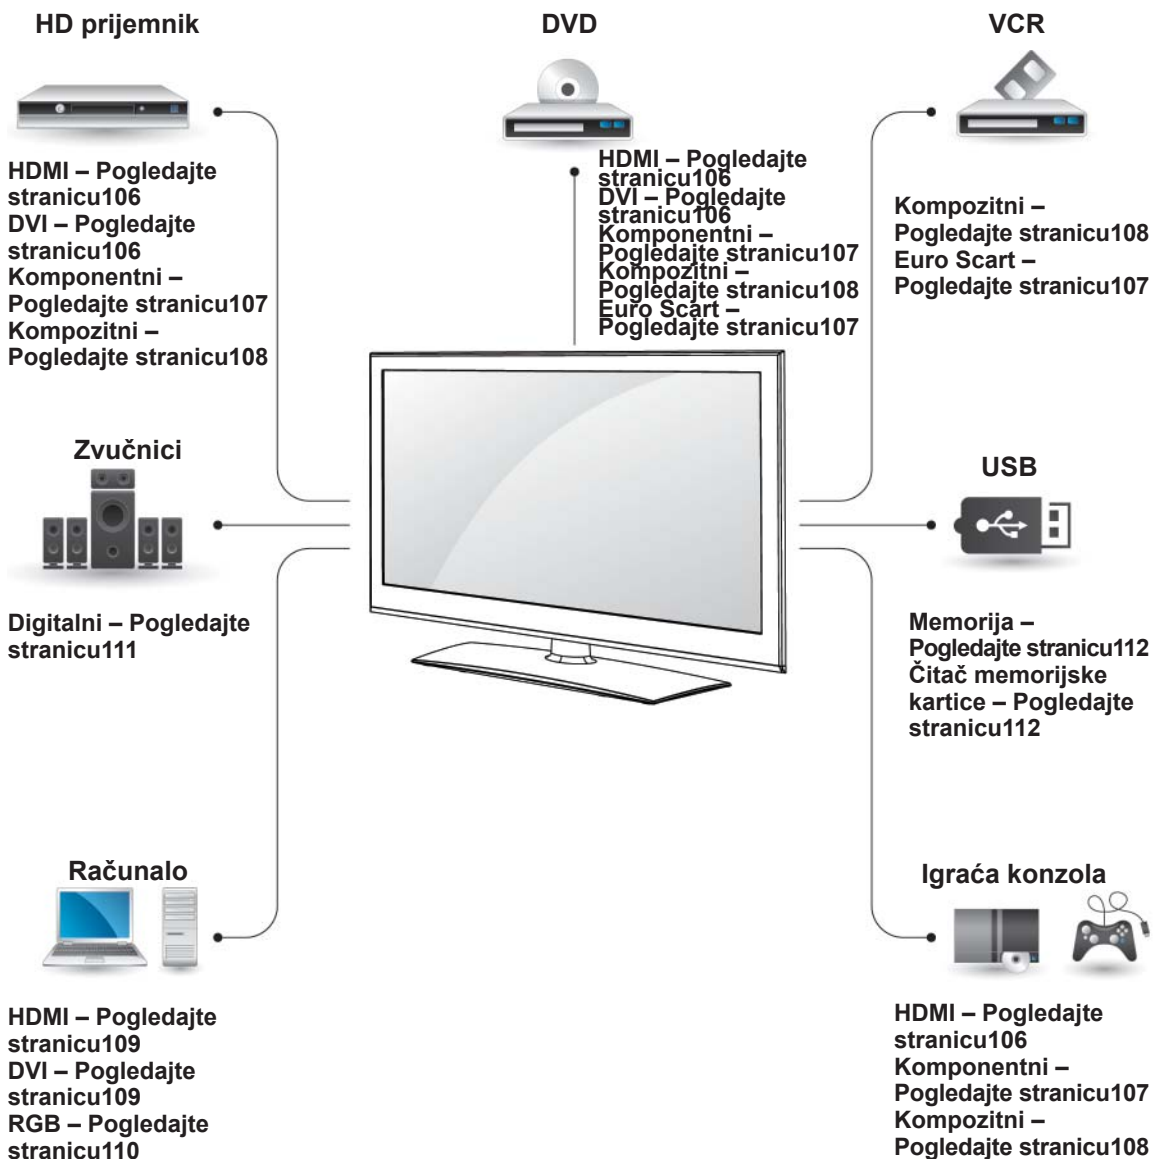 HD prijemnik
HDMI – Pogledajte
stranicu106
DVI – Pogledajte
stranicu106
Komponentni –
Pogledajte stranicu107
Kompozitni –
Pogledajte stranicu108
DVD
HDMI – Pogledajte
stranicu106
DVI – Pogledajte
stranicu106
Komponentni –
Pogledajte stranicu107
Kompozitni –
Pogledajte stranicu108
Euro Scart –
Pogledajte stranicu107
VCR
Kompozitni –
Pogledajte stranicu108
Euro Scart –
Pogledajte stranicu107
Zvučnici
Digitalni – Pogledajte
stranicu111
USB
Memorija –
Pogledajte stranicu112
Čitač memorijske
kartice – Pogledajte
stranicu112
Računalo
HDMI – Pogledajte
stranicu109
DVI – Pogledajte
stranicu109
RGB – Pogledajte
stranicu110
Igraća konzola
HDMI – Pogledajte
stranicu106
Komponentni –
Pogledajte stranicu107
Kompozitni –
Pogledajte stranicu108